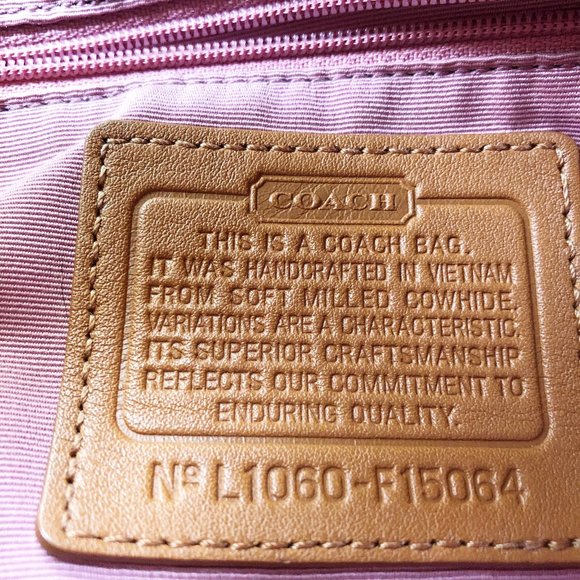 COACH
THIS IS A COACH BAG.
IT WAS HANDCRAFTED IN VIETNAM
FROM SOFT MILLED COWHIDE.
VARIATIONS ARE A CHARACTERISTIC.
ITS SUPERIOR CRAFTSMANSHIP
REFLECTS OUR COMMITMENT TO
ENDURING QUALITY.
Nº L1060-F15064